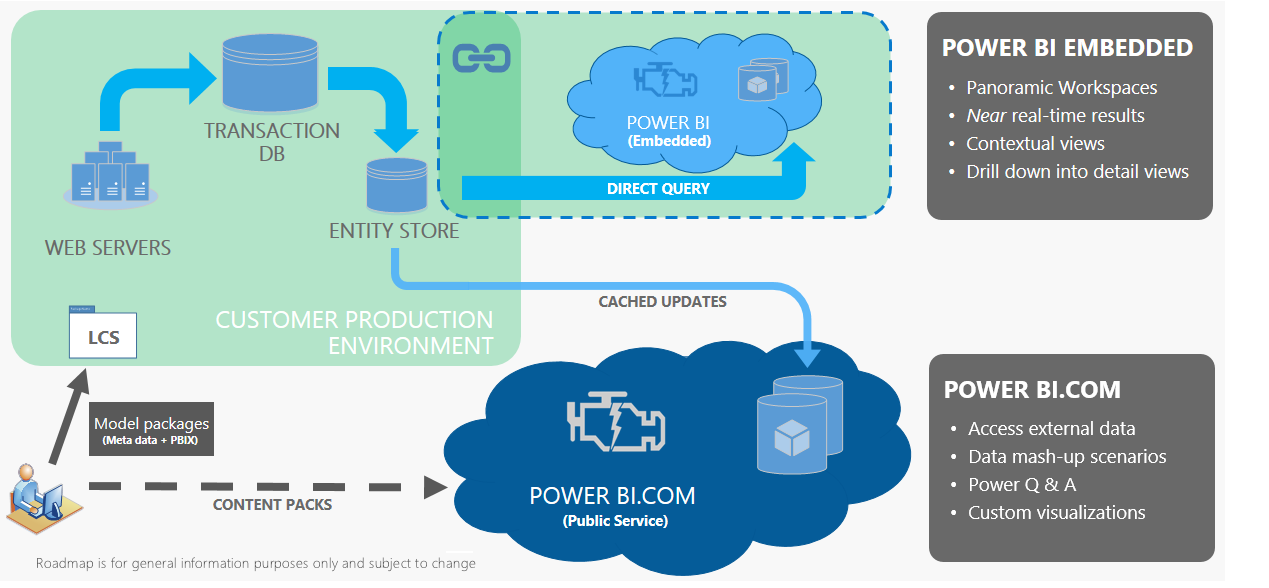 TRANSACTION
DB
WEB SERVERS
ENTITY STORE
LCS
CUSTOMER PRODUCTION
ENVIRONMENT
POWER BI
(Embedded)
DIRECT QUERY
POWER BI EMBEDDED
• Panoramic Workspaces
• Near real-time results
• Contextual views
• Drill down into detail views
CACHED UPDATES
Model packages
(Meta data + PBIX)
CONTENT PACKS
POWER BI.COM
(Public Service)
POWER BI.COM
• Access external data
• Data mash-up scenarios
• Power Q & A
• Custom visualizations
Roadmap is for general information purposes only and subject to change